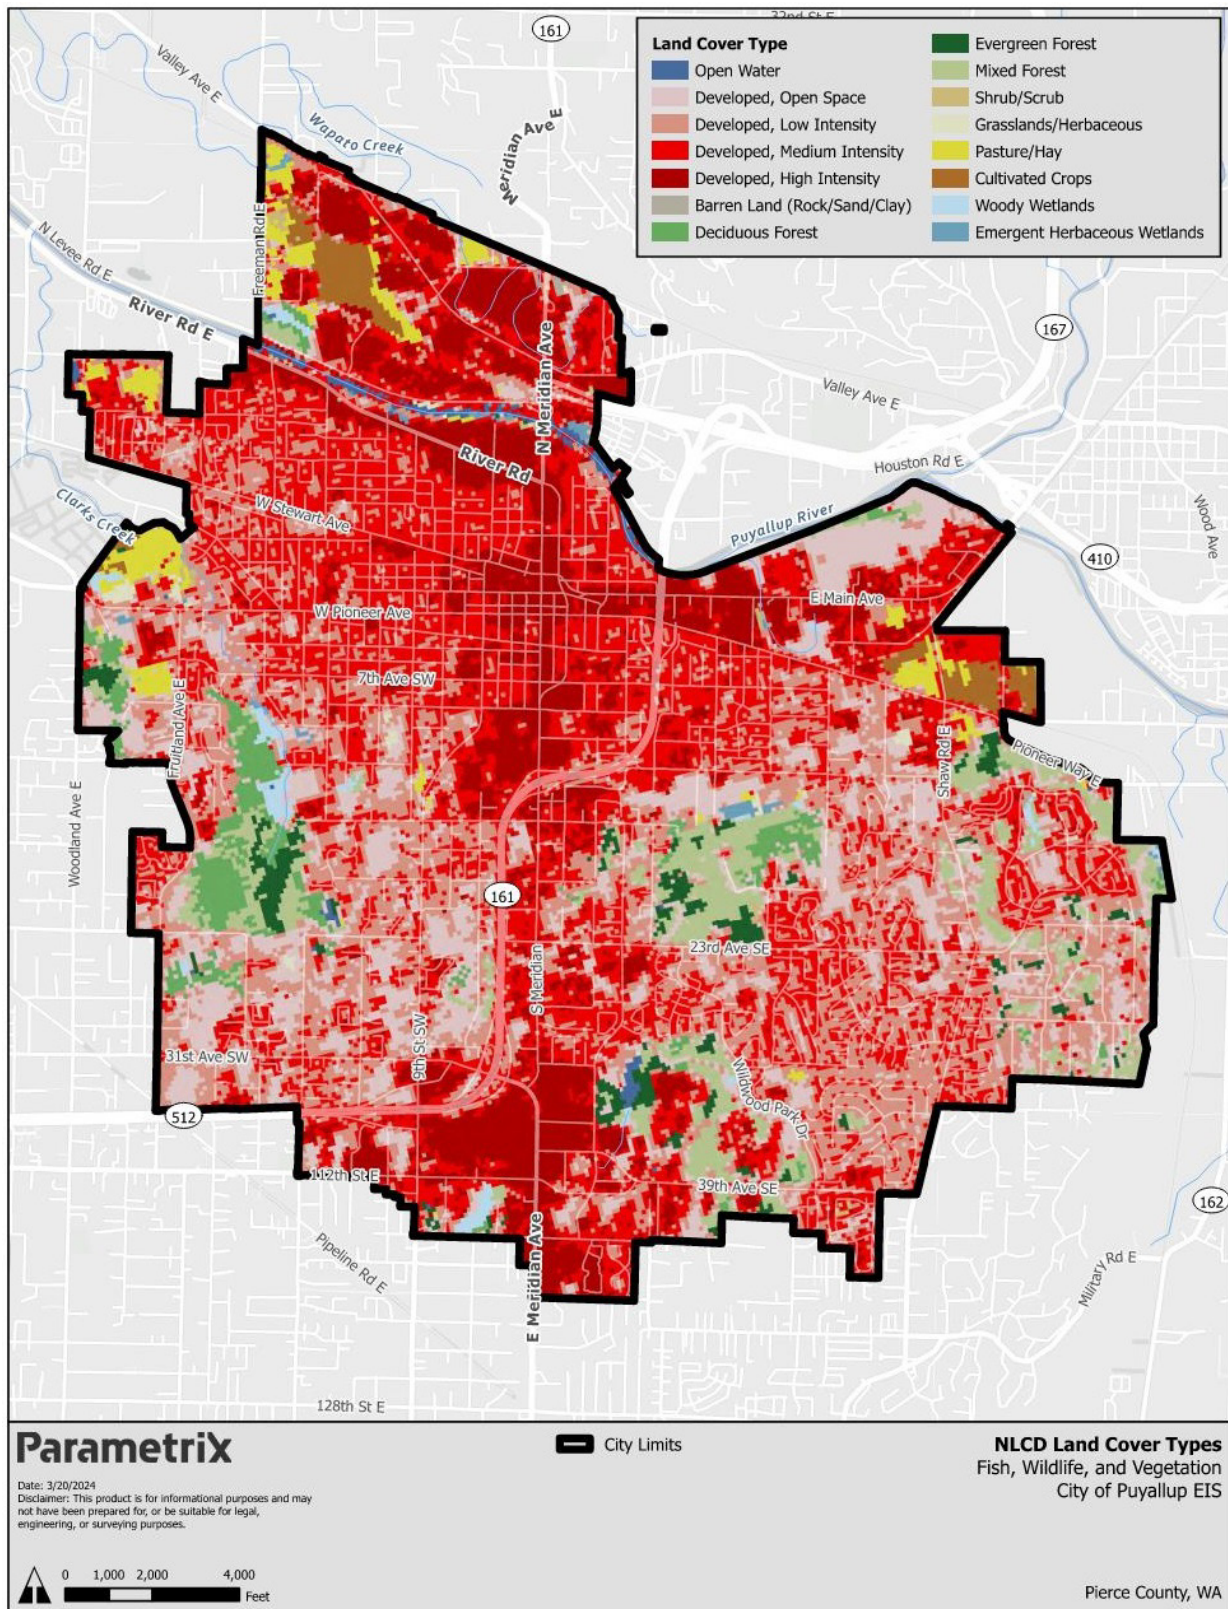 32nd St E
161
Valley Ave E
Wapato Creek
Meridian Ave E
Land Cover Type
Open Water
Developed, Open Space
Developed, Low Intensity
Developed, Medium Intensity
Developed, High Intensity
Barren Land (Rock/Sand/Clay)
Deciduous Forest
Evergreen Forest
Mixed Forest
Shrub/Scrub
Grasslands/Herbaceous
Pasture/Hay
Cultivated Crops
Woody Wetlands
Emergent Herbaceous Wetlands
N Levee Rd E
Freeman Rd E
River Rd E
167
N Meridian Ave
Valley Ave E
River Rd
Houston Rd E
Clarks Creek
W Stewart Ave
Puyallup River
Wood Ave
410
E Main Ave
W Pioneer Ave
7th Ave SW
Fruitland Ave E
Shaw Rd E
Pioneer Way E
Woodland Ave E
161
23rd Ave SE
S Meridian
31st Ave SW
9th St SW
Wildwood Park Dr
512
112th St E
39th Ave SE
162
Pipeline Rd E
E Meridian Ave
Military Rd E
128th St E
Parametrix
City Limits
NLCD Land Cover Types
Fish, Wildlife, and Vegetation
City of Puyallup EIS
Date: 3/20/2024
Disclaimer: This product is for informational purposes and may
not have been prepared for, or be suitable for legal,
engineering, or surveying purposes.
0 1,000 2,000 4,000
Feet
Pierce County, WA